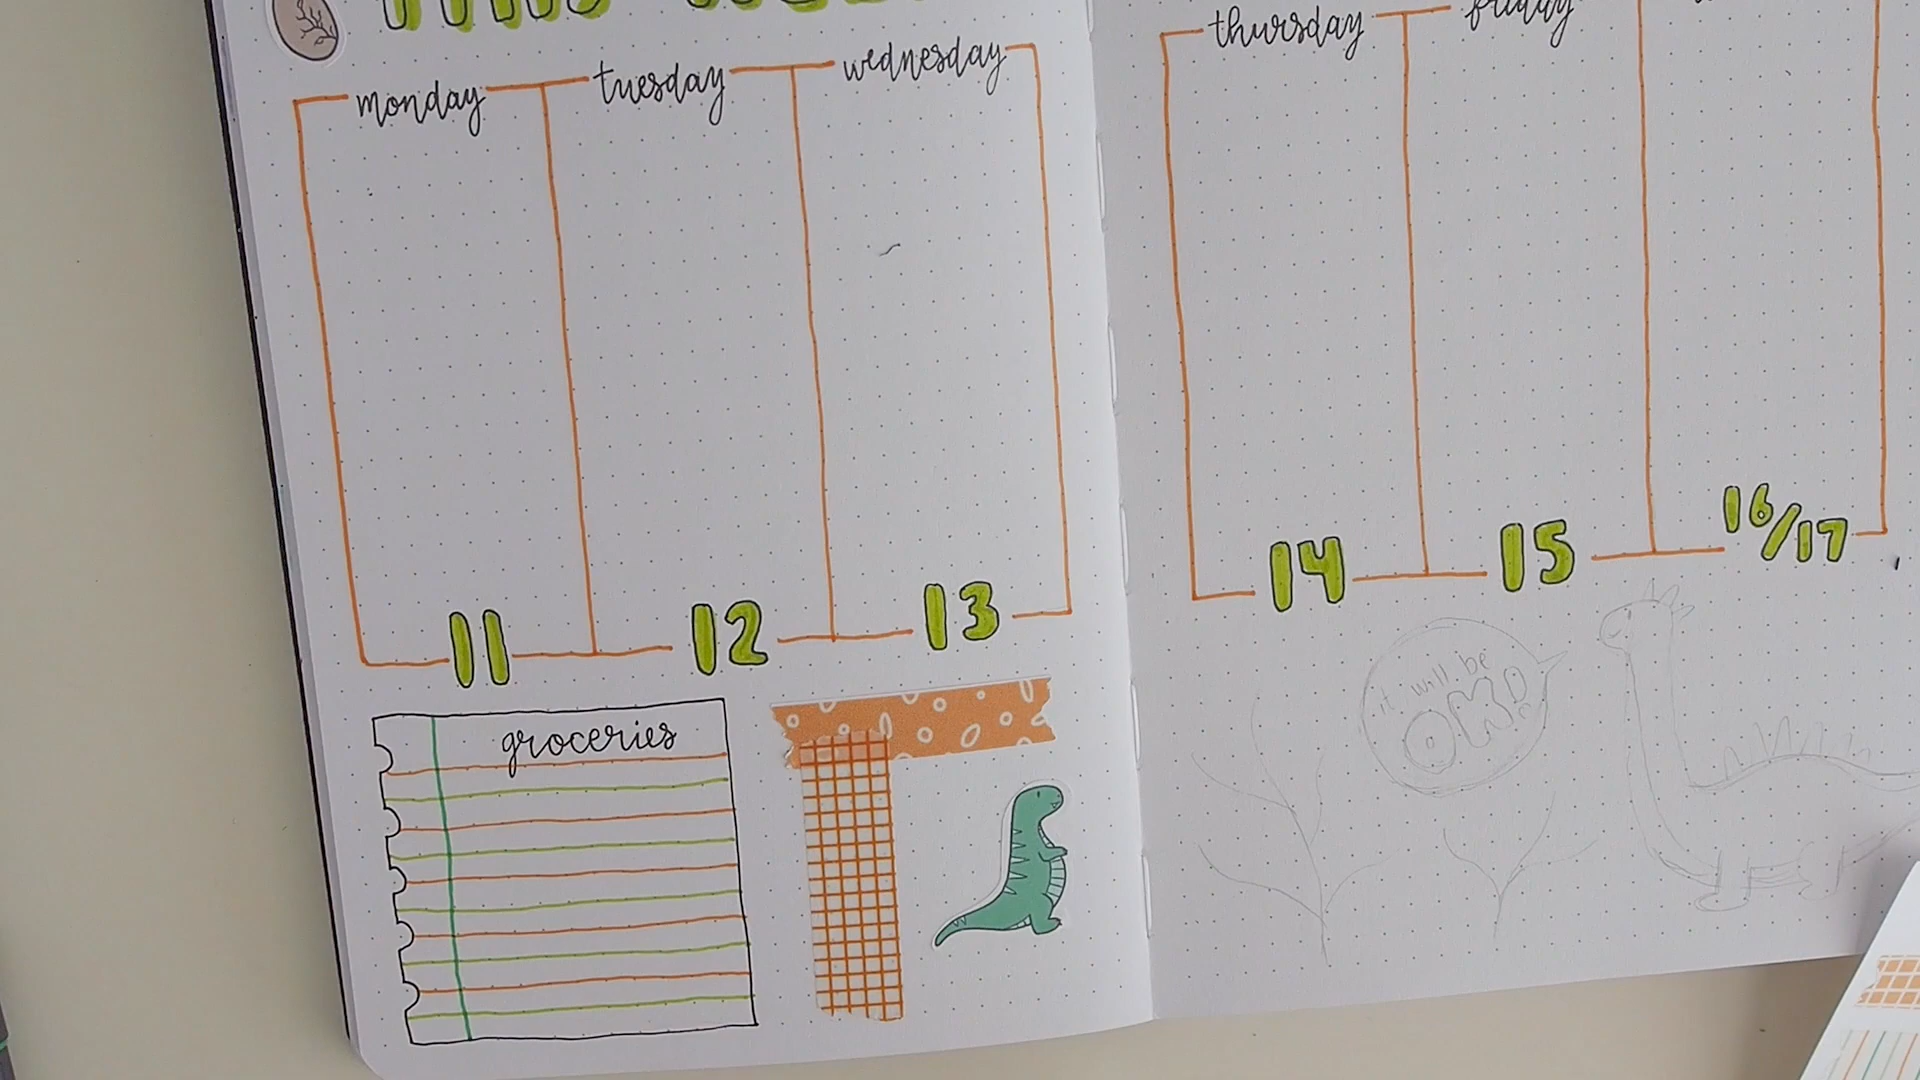 monday
tuesday
wednesday
thursday
friday
11
12
13
14
15
16/17
groceries
it will be
OK!